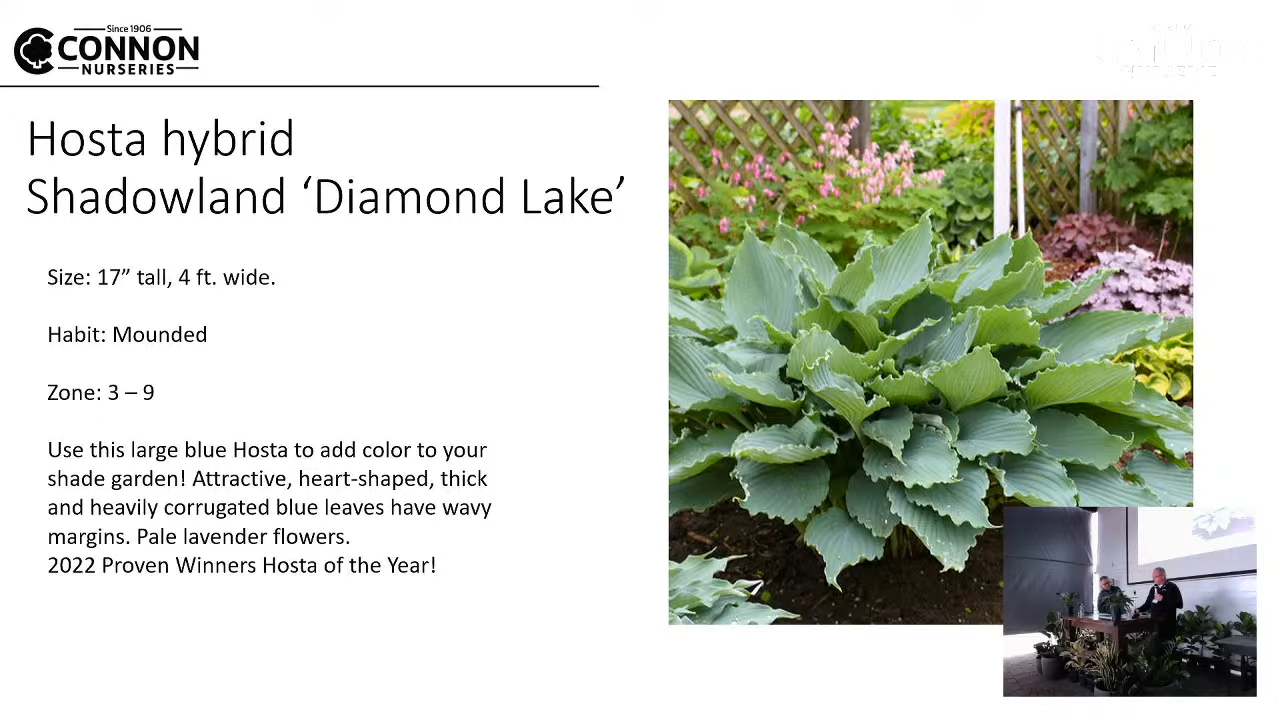 Since 1906
CONNON
NURSERIES
Hosta hybrid
Shadowland ‘Diamond Lake’
Size: 17” tall, 4 ft. wide.
Habit: Mounded
Zone: 3 – 9
Use this large blue Hosta to add color to your
shade garden! Attractive, heart-shaped, thick
and heavily corrugated blue leaves have wavy
margins. Pale lavender flowers.
2022 Proven Winners Hosta of the Year!